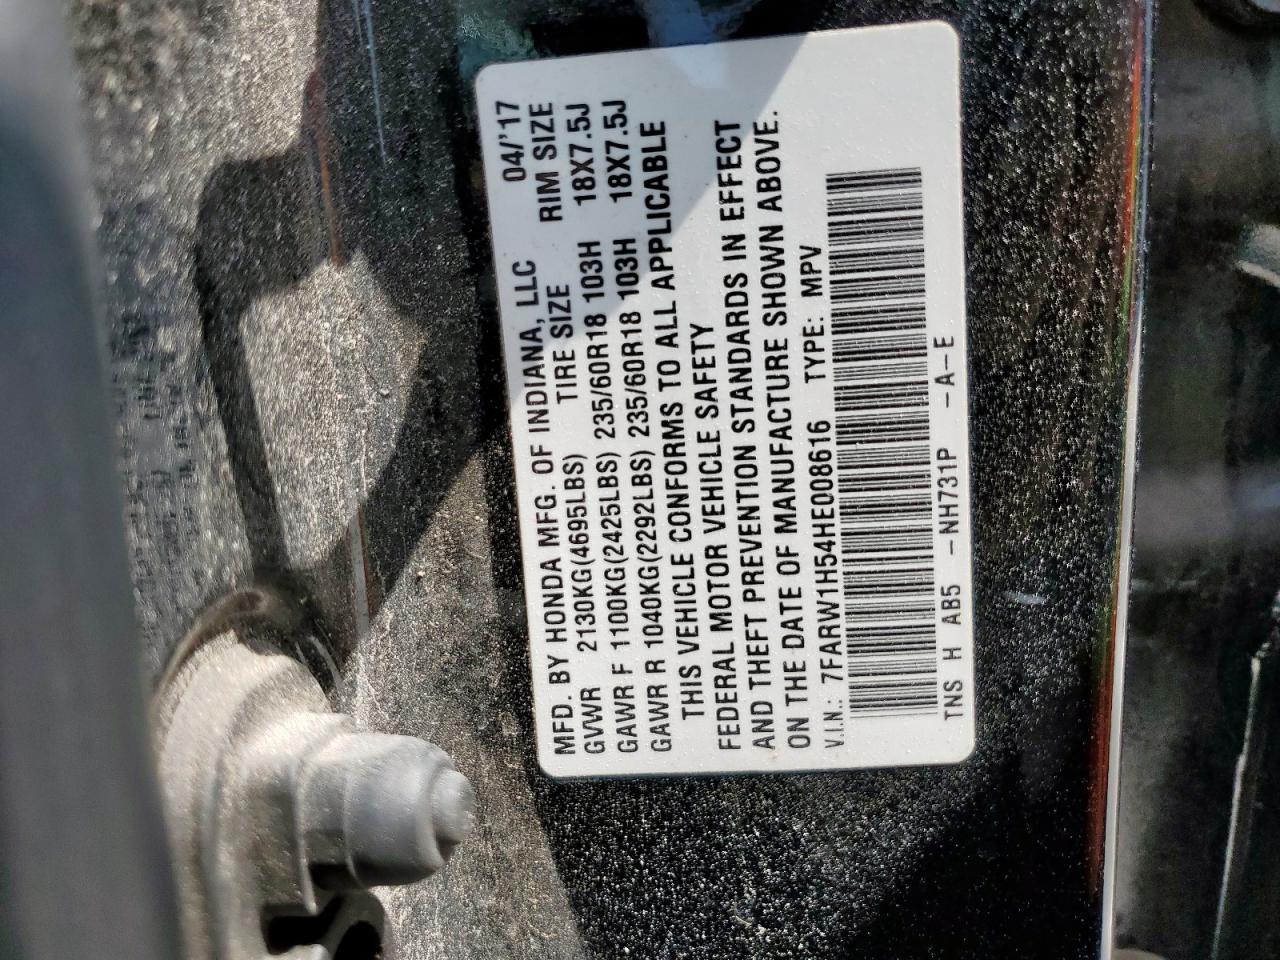 MFD. BY HONDA MFG. OF INDIANA, LLC 04/'17
GVWR 2130KG(4695LBS) TIRE SIZE RIM SIZE
GAWR F 1100KG(2425LBS) 235/60R18 103H 18X7.5J
GAWR R 1040KG(2292LBS) 235/60R18 103H 18X7.5J
THIS VEHICLE CONFORMS TO ALL APPLICABLE
FEDERAL MOTOR VEHICLE SAFETY
AND THEFT PREVENTION STANDARDS IN EFFECT
ON THE DATE OF MANUFACTURE SHOWN ABOVE.
V.I.N.: 7FARW1H54HE008616 TYPE: MPV
TNS H AB5 -NH731P -A-E